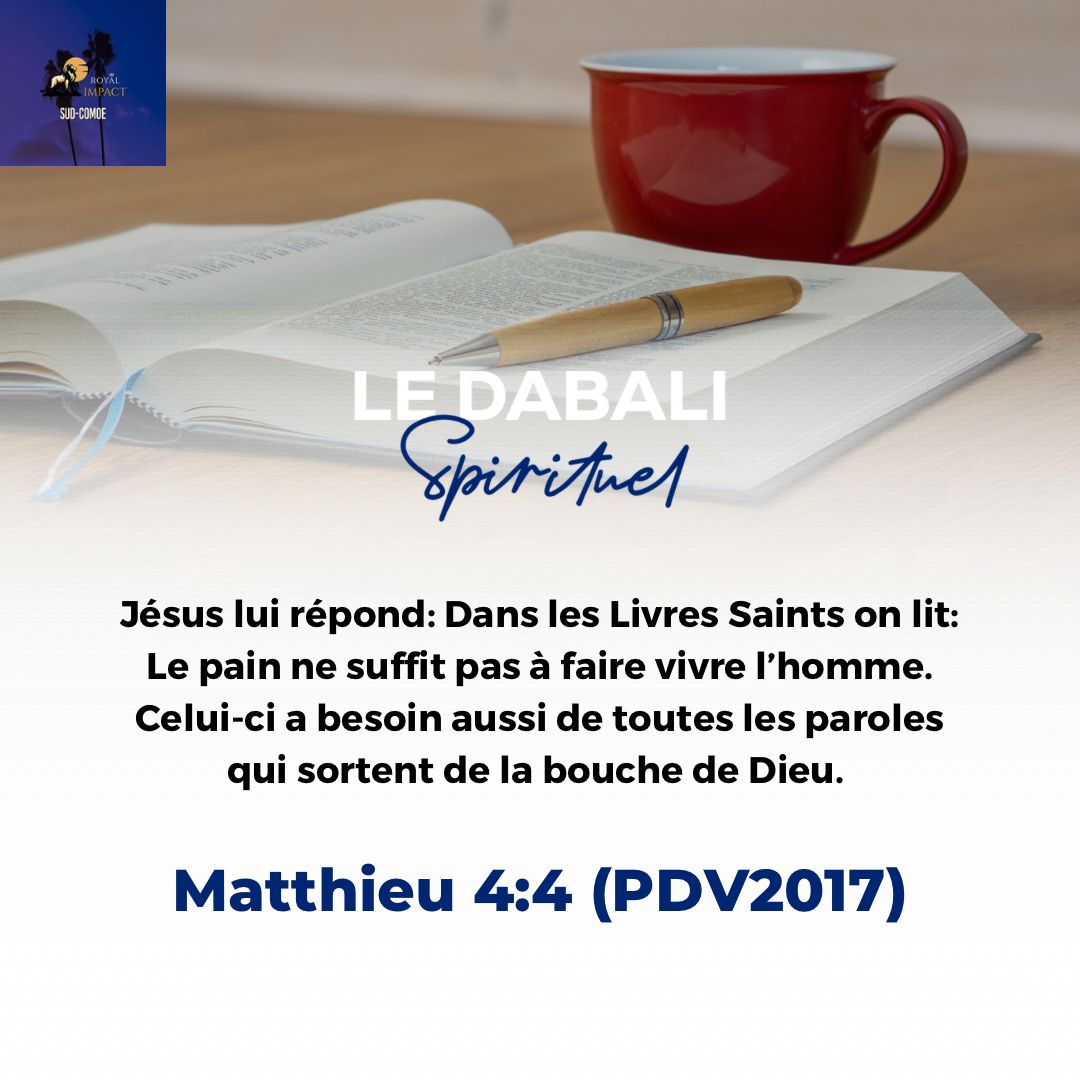 ROYAL
IMPACT
SUD-COMOE
LE DABALI
Spirituel
Jésus lui répond: Dans les Livres Saints on lit:
Le pain ne suffit pas à faire vivre l’homme.
Celui-ci a besoin aussi de toutes les paroles
qui sortent de la bouche de Dieu.
Matthieu 4:4 (PDV2017)